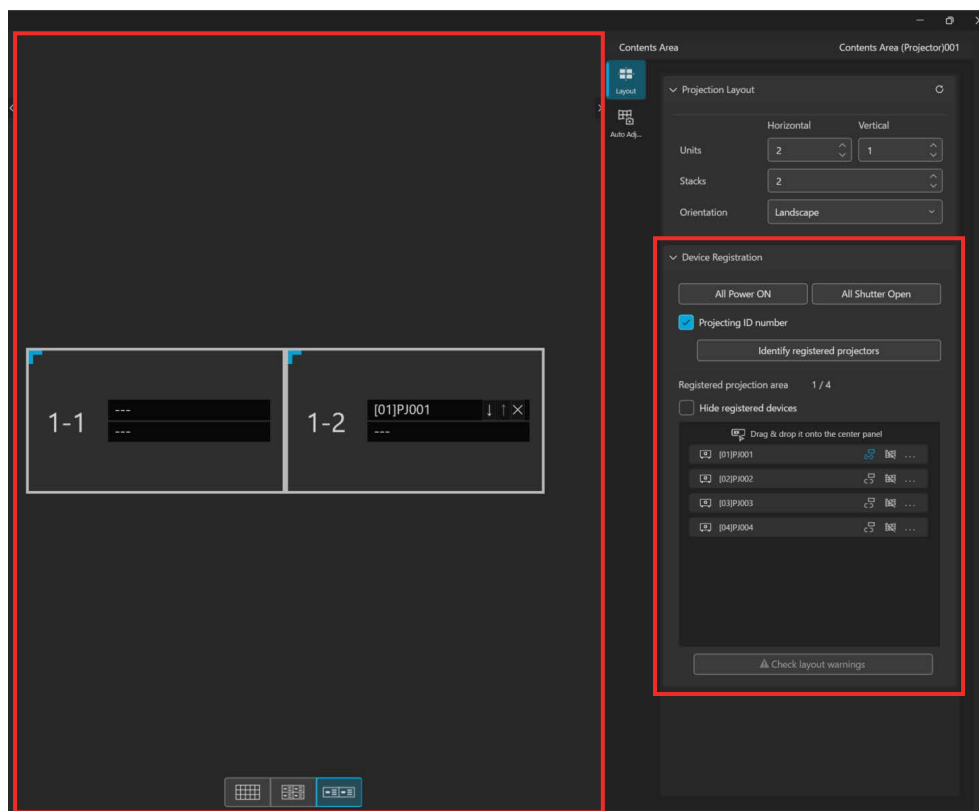 Contents Area
Contents Area (Projector)001
Layout
Auto Adj...
Projection Layout
Horizontal Vertical
Units 2 1
Stacks 2
Orientation Landscape
Device Registration
All Power ON All Shutter Open
Projecting ID number
Identify registered projectors
Registered projection area 1 / 4
Hide registered devices
Drag & drop it onto the center panel
[01]PJ001 ...
[02]PJ002 ...
[03]PJ003 ...
[04]PJ004 ...
Check layout warnings
1-1
---
---
1-2
[01]PJ001 ↓ ↑ ×
---